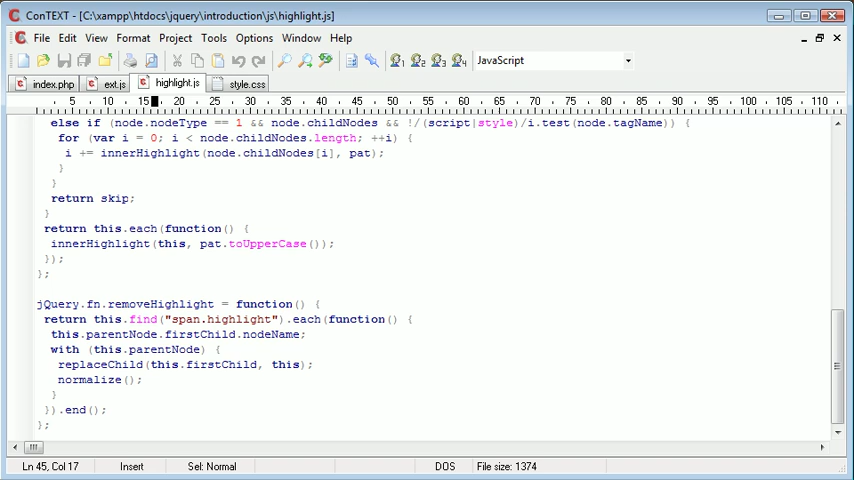 ConTEXT - [C:\xampp\htdocs\jquery\introduction\js\highlight.js]
File Edit View Format Project Tools Options Window Help
1 2 3 4 JavaScript
index.php ext.js highlight.js style.css
5 10 15 20 25 30 35 40 45 50 55 60 65 70 75 80 85 90 95 100 105 110
else if (node.nodeType == 1 && node.childNodes && !/(script|style)/i.test(node.tagName)) {
for (var i = 0; i < node.childNodes.length; ++i) {
i += innerHighlight(node.childNodes[i], pat);
}
}
return skip;
}
return this.each(function() {
innerHighlight(this, pat.toUpperCase());
});
};
jQuery.fn.removeHighlight = function() {
return this.find("span.highlight").each(function() {
this.parentNode.firstChild.nodeName;
with (this.parentNode) {
replaceChild(this.firstChild, this);
normalize();
}
}).end();
};
Ln 45, Col 17 Insert Sel: Normal DOS File size: 1374